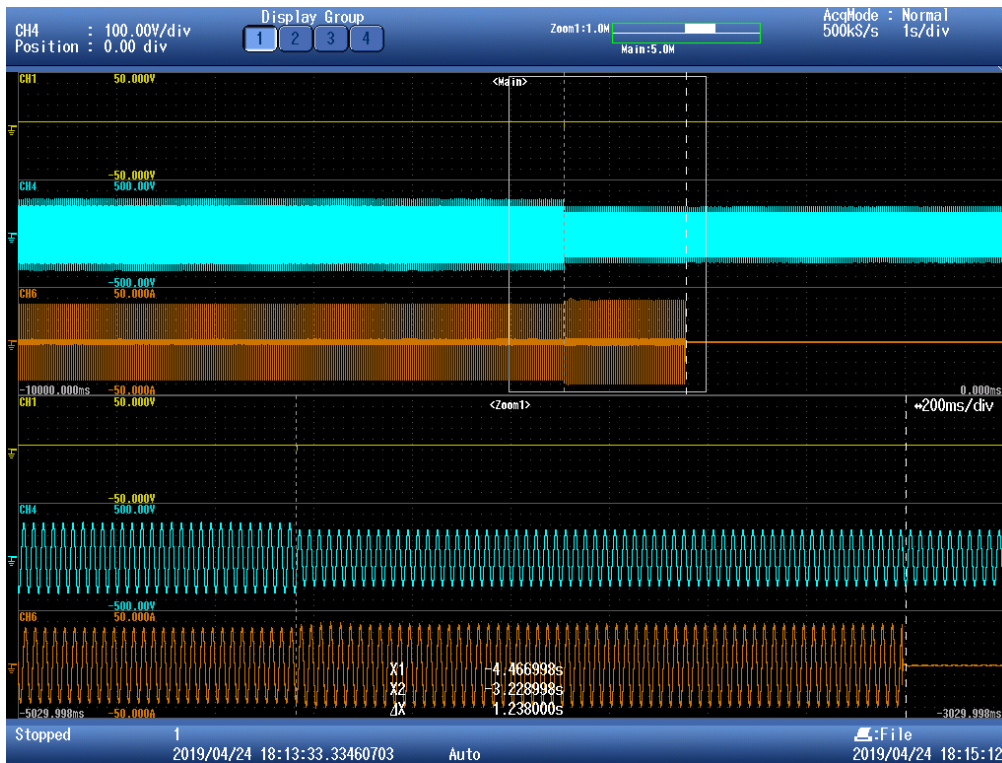 CH4 : 100.00V/div
Position : 0.00 div
Display Group
1 2 3 4
Zoom1:1.0M
Main:5.0M
AcqMode : Normal
500kS/s 1s/div
CH1 50.000V
<Main>
-50.000V
CH4 500.00V
-500.00V
CH6 50.000A
-10000.000ms -50.000A 0.000ms
CH1 50.000V
<Zoom1>
↔200ms/div
-50.000V
CH4 500.00V
-500.00V
CH6 50.000A
X1 -4.466998s
X2 -3.228998s
ΔX 1.238000s
-5029.998ms -50.000A -3029.998ms
Stopped 1
2019/04/24 18:13:33.33460703 Auto
:File
2019/04/24 18:15:12